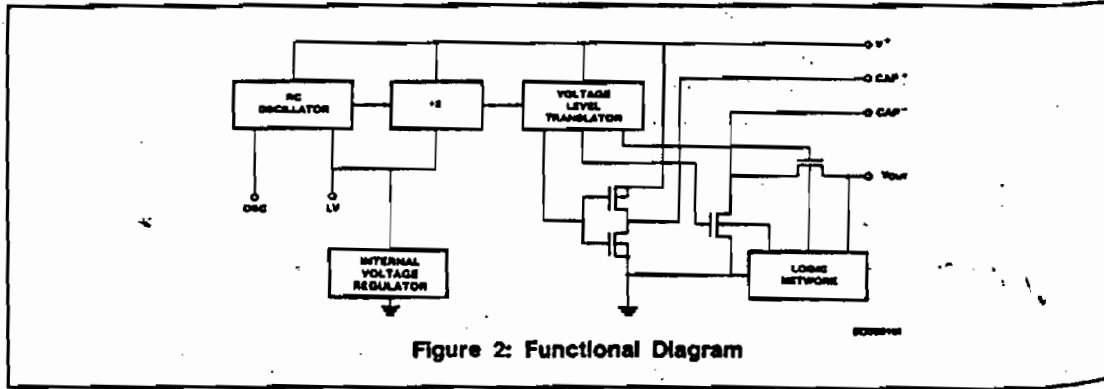 V+
CAP+
CAP-
VOUT
RC
OSCILLATOR
÷2
VOLTAGE
LEVEL
TRANSLATOR
OSC
LV
INTERNAL
VOLTAGE
REGULATOR
LOGIC
NETWORK
Figure 2: Functional Diagram